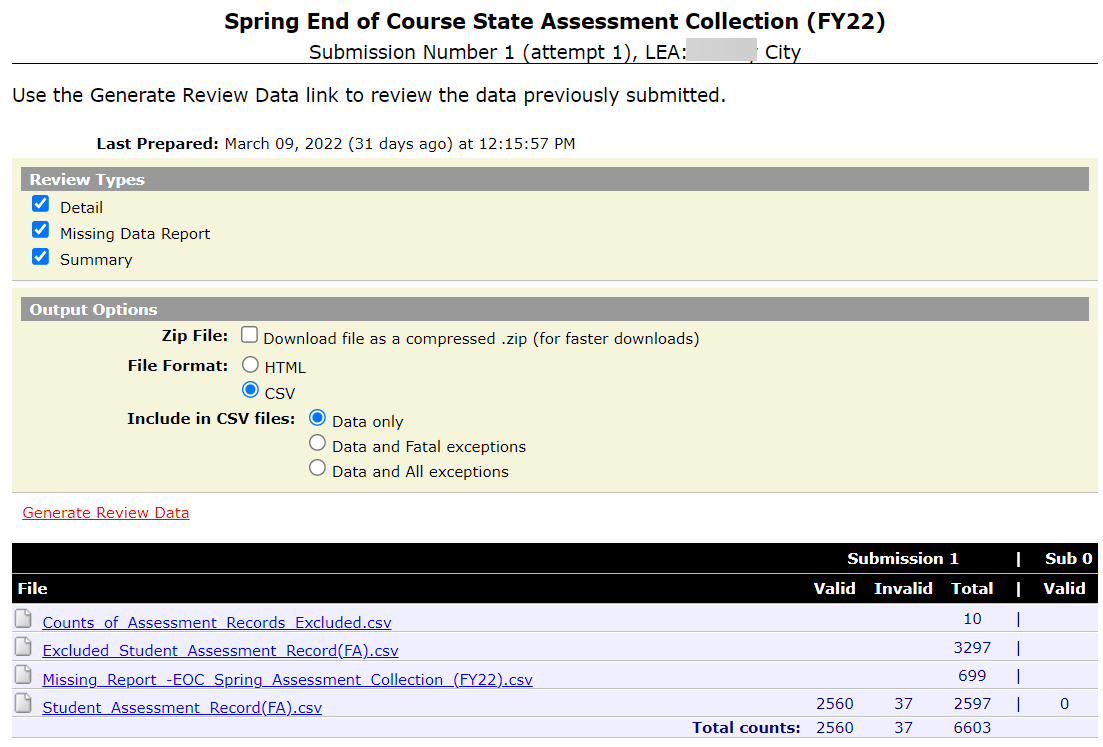 Spring End of Course State Assessment Collection (FY22)
Submission Number 1 (attempt 1), LEA: City
Use the Generate Review Data link to review the data previously submitted.
Last Prepared: March 09, 2022 (31 days ago) at 12:15:57 PM
Review Types
Detail
Missing Data Report
Summary
Output Options
Zip File: Download file as a compressed .zip (for faster downloads)
File Format: HTML
CSV
Include in CSV files: Data only
Data and Fatal exceptions
Data and All exceptions
Generate Review Data
Submission 1 | Sub 0
File Valid Invalid Total | Valid
Counts_of_Assessment_Records_Excluded.csv 10 |
Excluded_Student_Assessment_Record(FA).csv 3297 |
Missing_Report_-EOC_Spring_Assessment_Collection_(FY22).csv 699 |
Student_Assessment_Record(FA).csv 2560 37 2597 | 0
Total counts: 2560 37 6603